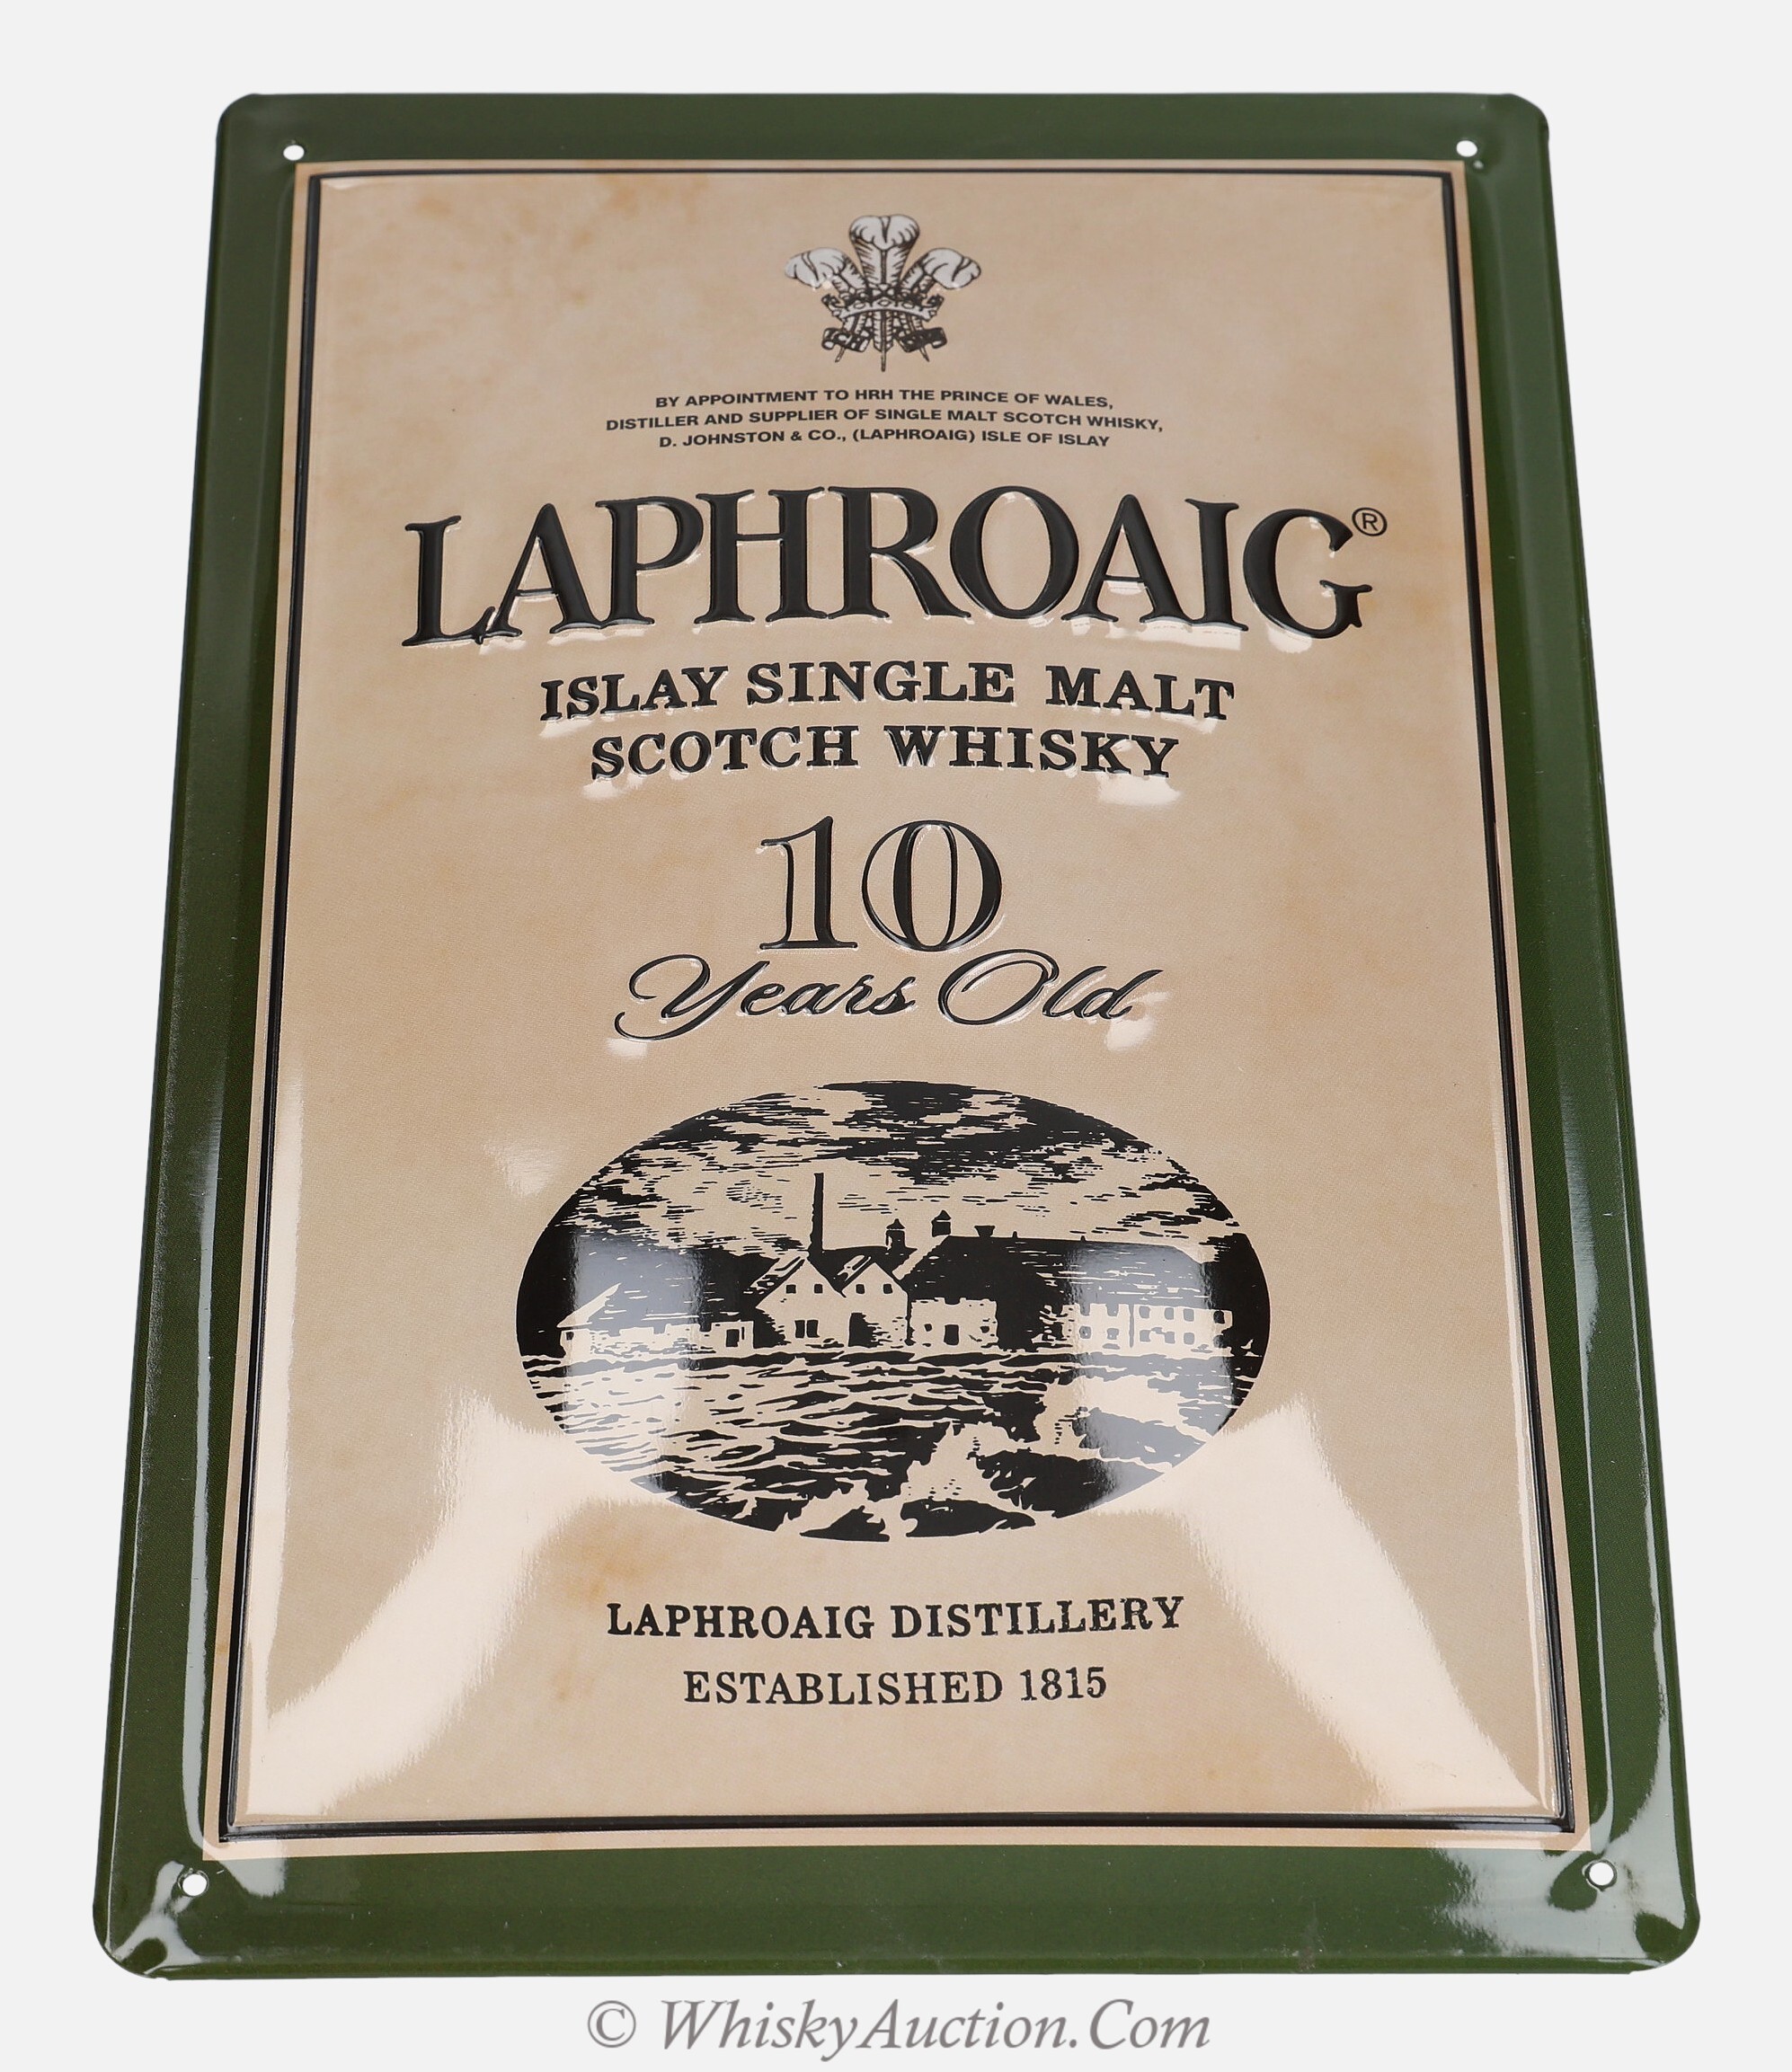 BY APPOINTMENT TO HRH THE PRINCE OF WALES,
DISTILLER AND SUPPLIER OF SINGLE MALT SCOTCH WHISKY,
D. JOHNSTON & CO., (LAPHROAIG) ISLE OF ISLAY
LAPHROAIG®
ISLAY SINGLE MALT
SCOTCH WHISKY
10
Years Old
LAPHROAIG DISTILLERY
ESTABLISHED 1815
© WhiskyAuction.Com